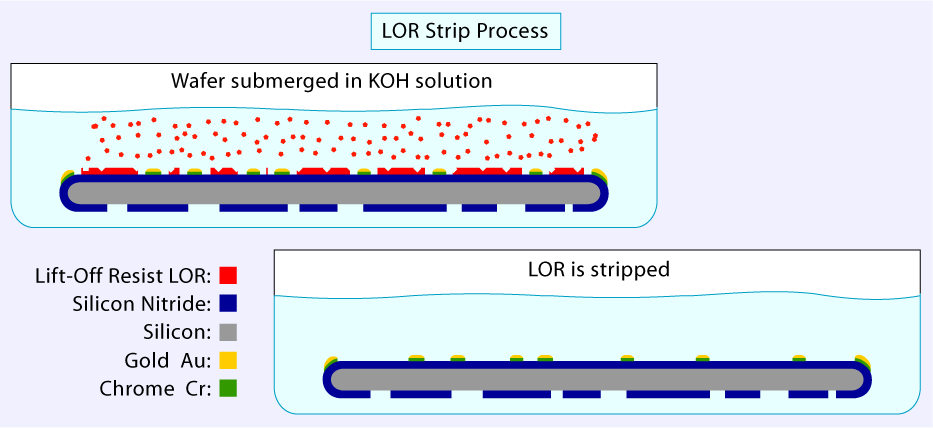 LOR Strip Process
Wafer submerged in KOH solution
LOR is stripped
Lift-Off Resist LOR:
Silicon Nitride:
Silicon:
Gold Au:
Chrome Cr: